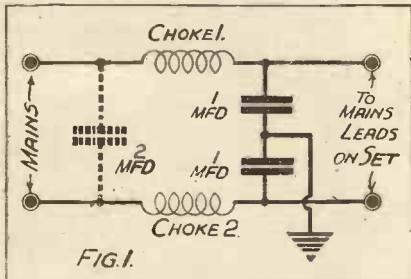 CHOKE 1.
MAINS
2
MFD
1
MFD
1
MFD
TO
MAINS
LEADS
ON SET
CHOKE 2.
FIG. 1.